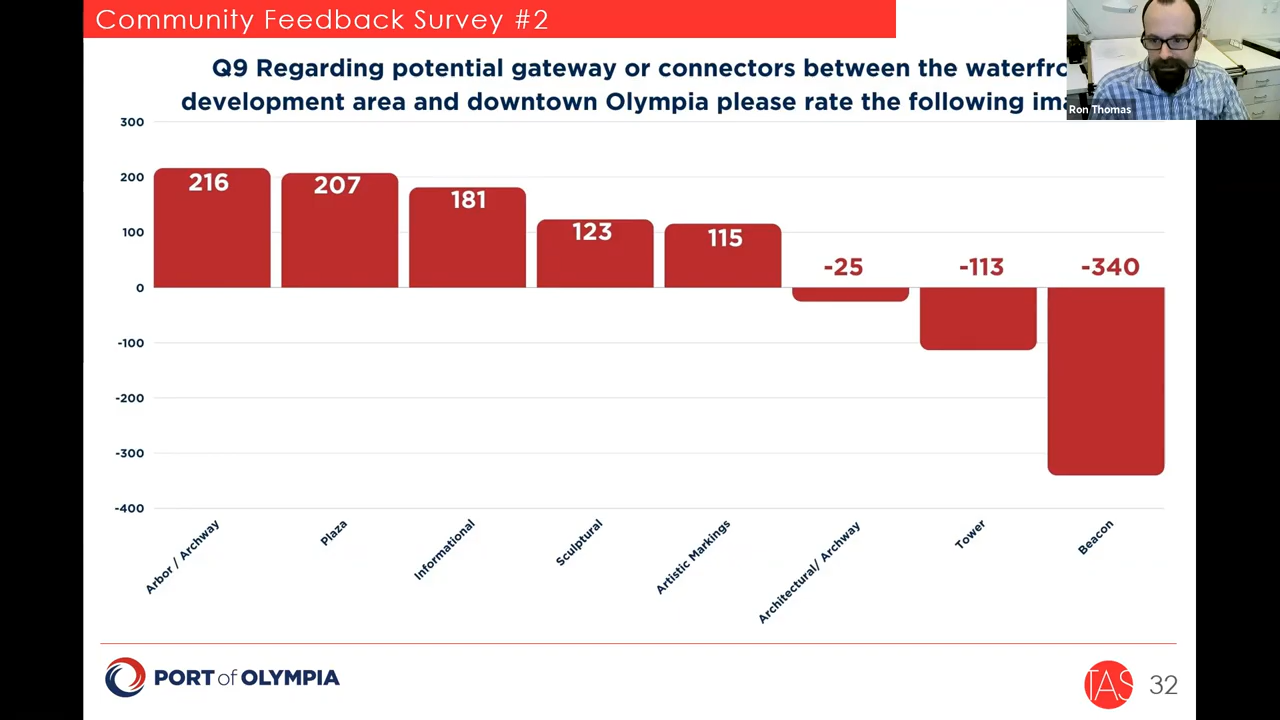 Community Feedback Survey #2
Q9 Regarding potential gateway or connectors between the
development area and downtown Olympia please rate the following
Ron Thomas
300
200
100
0
-100
-200
-300
-400
216
207
181
123
115
-25
-113
-340
Arbor / Archway
Plaza
Informational
Sculptural
Artistic Markings
Architectural/ Archway
Tower
Beacon
PORT of OLYMPIA
TAS
32